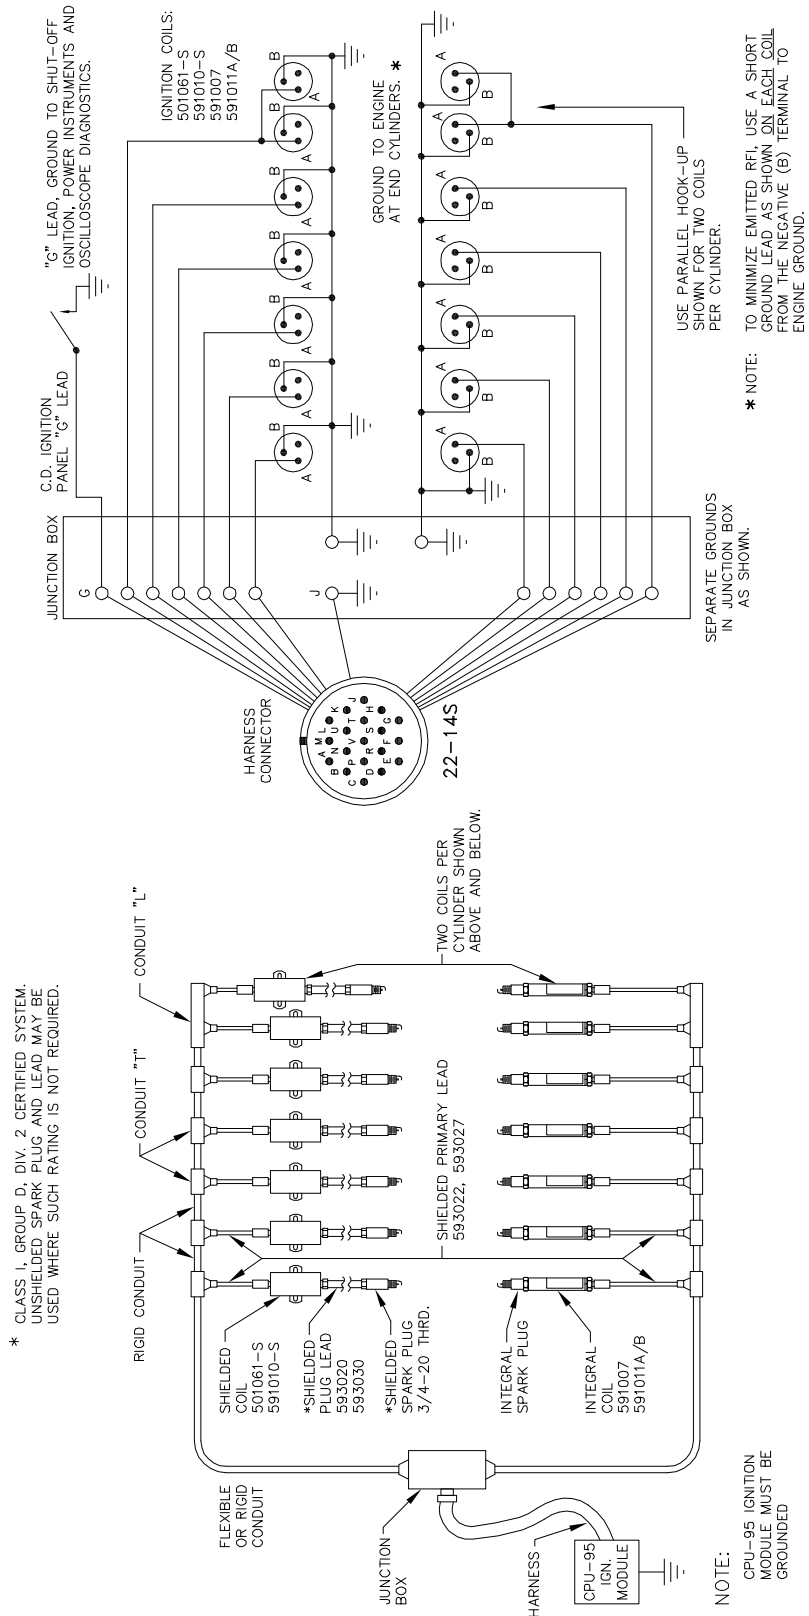 * CLASS I, GROUP D, DIV. 2 CERTIFIED SYSTEM.
UNSHIELDED SPARK PLUG AND LEAD MAY BE
USED WHERE SUCH RATING IS NOT REQUIRED.
RIGID CONDUIT
CONDUIT "T"
CONDUIT "L"
FLEXIBLE
OR RIGID
CONDUIT
SHIELDED
COIL
501061-S
591010-S
*SHIELDED
PLUG LEAD
593020
593030
*SHIELDED
SPARK PLUG
3/4-20 THRD.
SHIELDED PRIMARY LEAD
593022, 593027
TWO COILS PER
CYLINDER SHOWN
ABOVE AND BELOW.
INTEGRAL
SPARK PLUG
INTEGRAL
COIL
591007
591011A/B
JUNCTION
BOX
HARNESS
CPU-95
IGN.
MODULE
NOTE:
CPU-95 IGNITION
MODULE MUST BE
GROUNDED
"G" LEAD, GROUND TO SHUT-OFF
IGNITION, POWER INSTRUMENTS AND
OSCILLOSCOPE DIAGNOSTICS.
C.D. IGNITION
PANEL "G" LEAD
JUNCTION BOX
G
J
HARNESS
CONNECTOR
A M L
B N U K
C P V T J
D R S H
E F G
22-14S
IGNITION COILS:
501061-S
591010-S
591007
591011A/B
B B B B B B B
A A A A A A A
GROUND TO ENGINE
AT END CYLINDERS. *
A A A A A A A
B B B B B B B
USE PARALLEL HOOK-UP
SHOWN FOR TWO COILS
PER CYLINDER.
SEPARATE GROUNDS
IN JUNCTION BOX
AS SHOWN.
* NOTE: TO MINIMIZE EMITTED RFI, USE A SHORT
GROUND LEAD AS SHOWN ON EACH COIL
FROM THE NEGATIVE (B) TERMINAL TO
ENGINE GROUND.